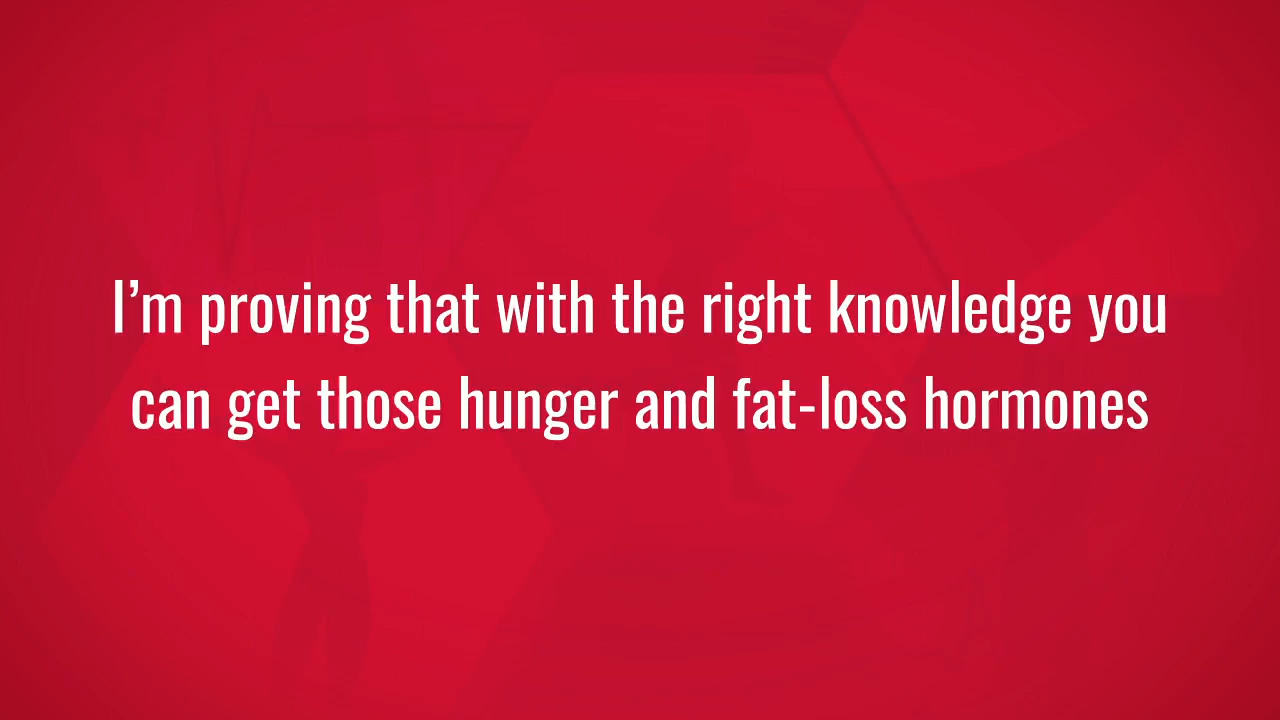 I’m proving that with the right knowledge you
can get those hunger and fat-loss hormones